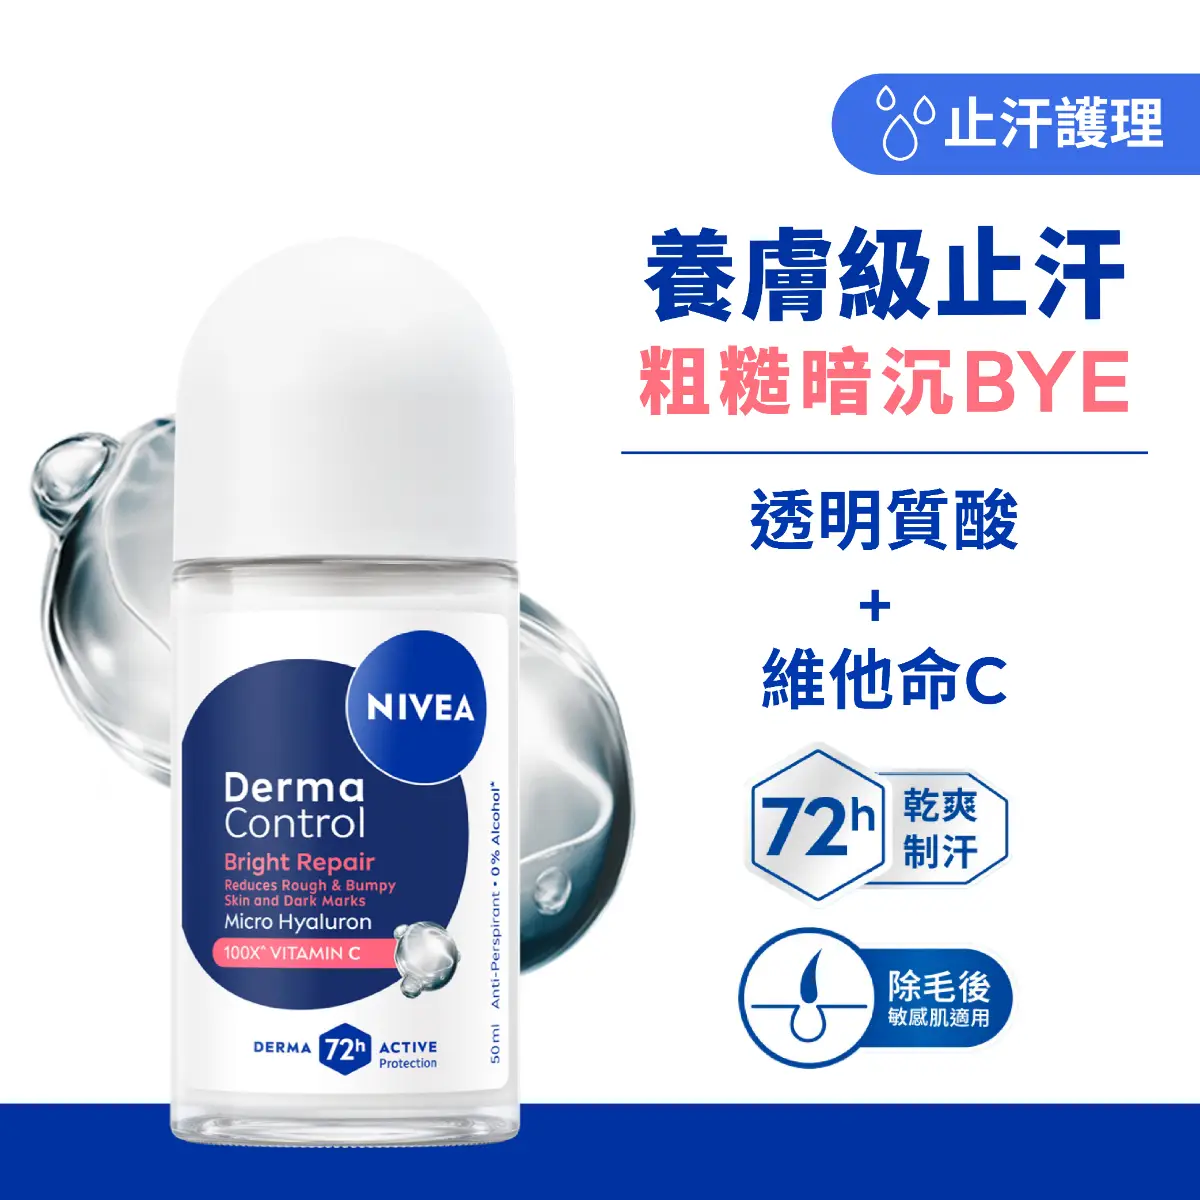 止汗護理
養膚級止汗
粗糙暗沉BYE
透明質酸
+
維他命C
72h
乾爽
制汗
除毛後
敏感肌適用
NIVEA
Derma
Control
Bright Repair
Reduces Rough & Bumpy
Skin and Dark Marks
Micro Hyaluron
100X^ VITAMIN C
DERMA 72h ACTIVE
Protection
50ml Anti-Perspirant • 0% Alcohol*